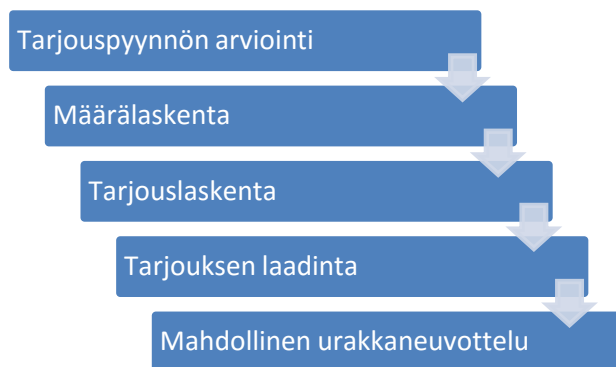 Tarjouspyynnön arviointi
Määrälaskenta
Tarjouslaskenta
Tarjouksen laadinta
Mahdollinen urakkaneuvottelu